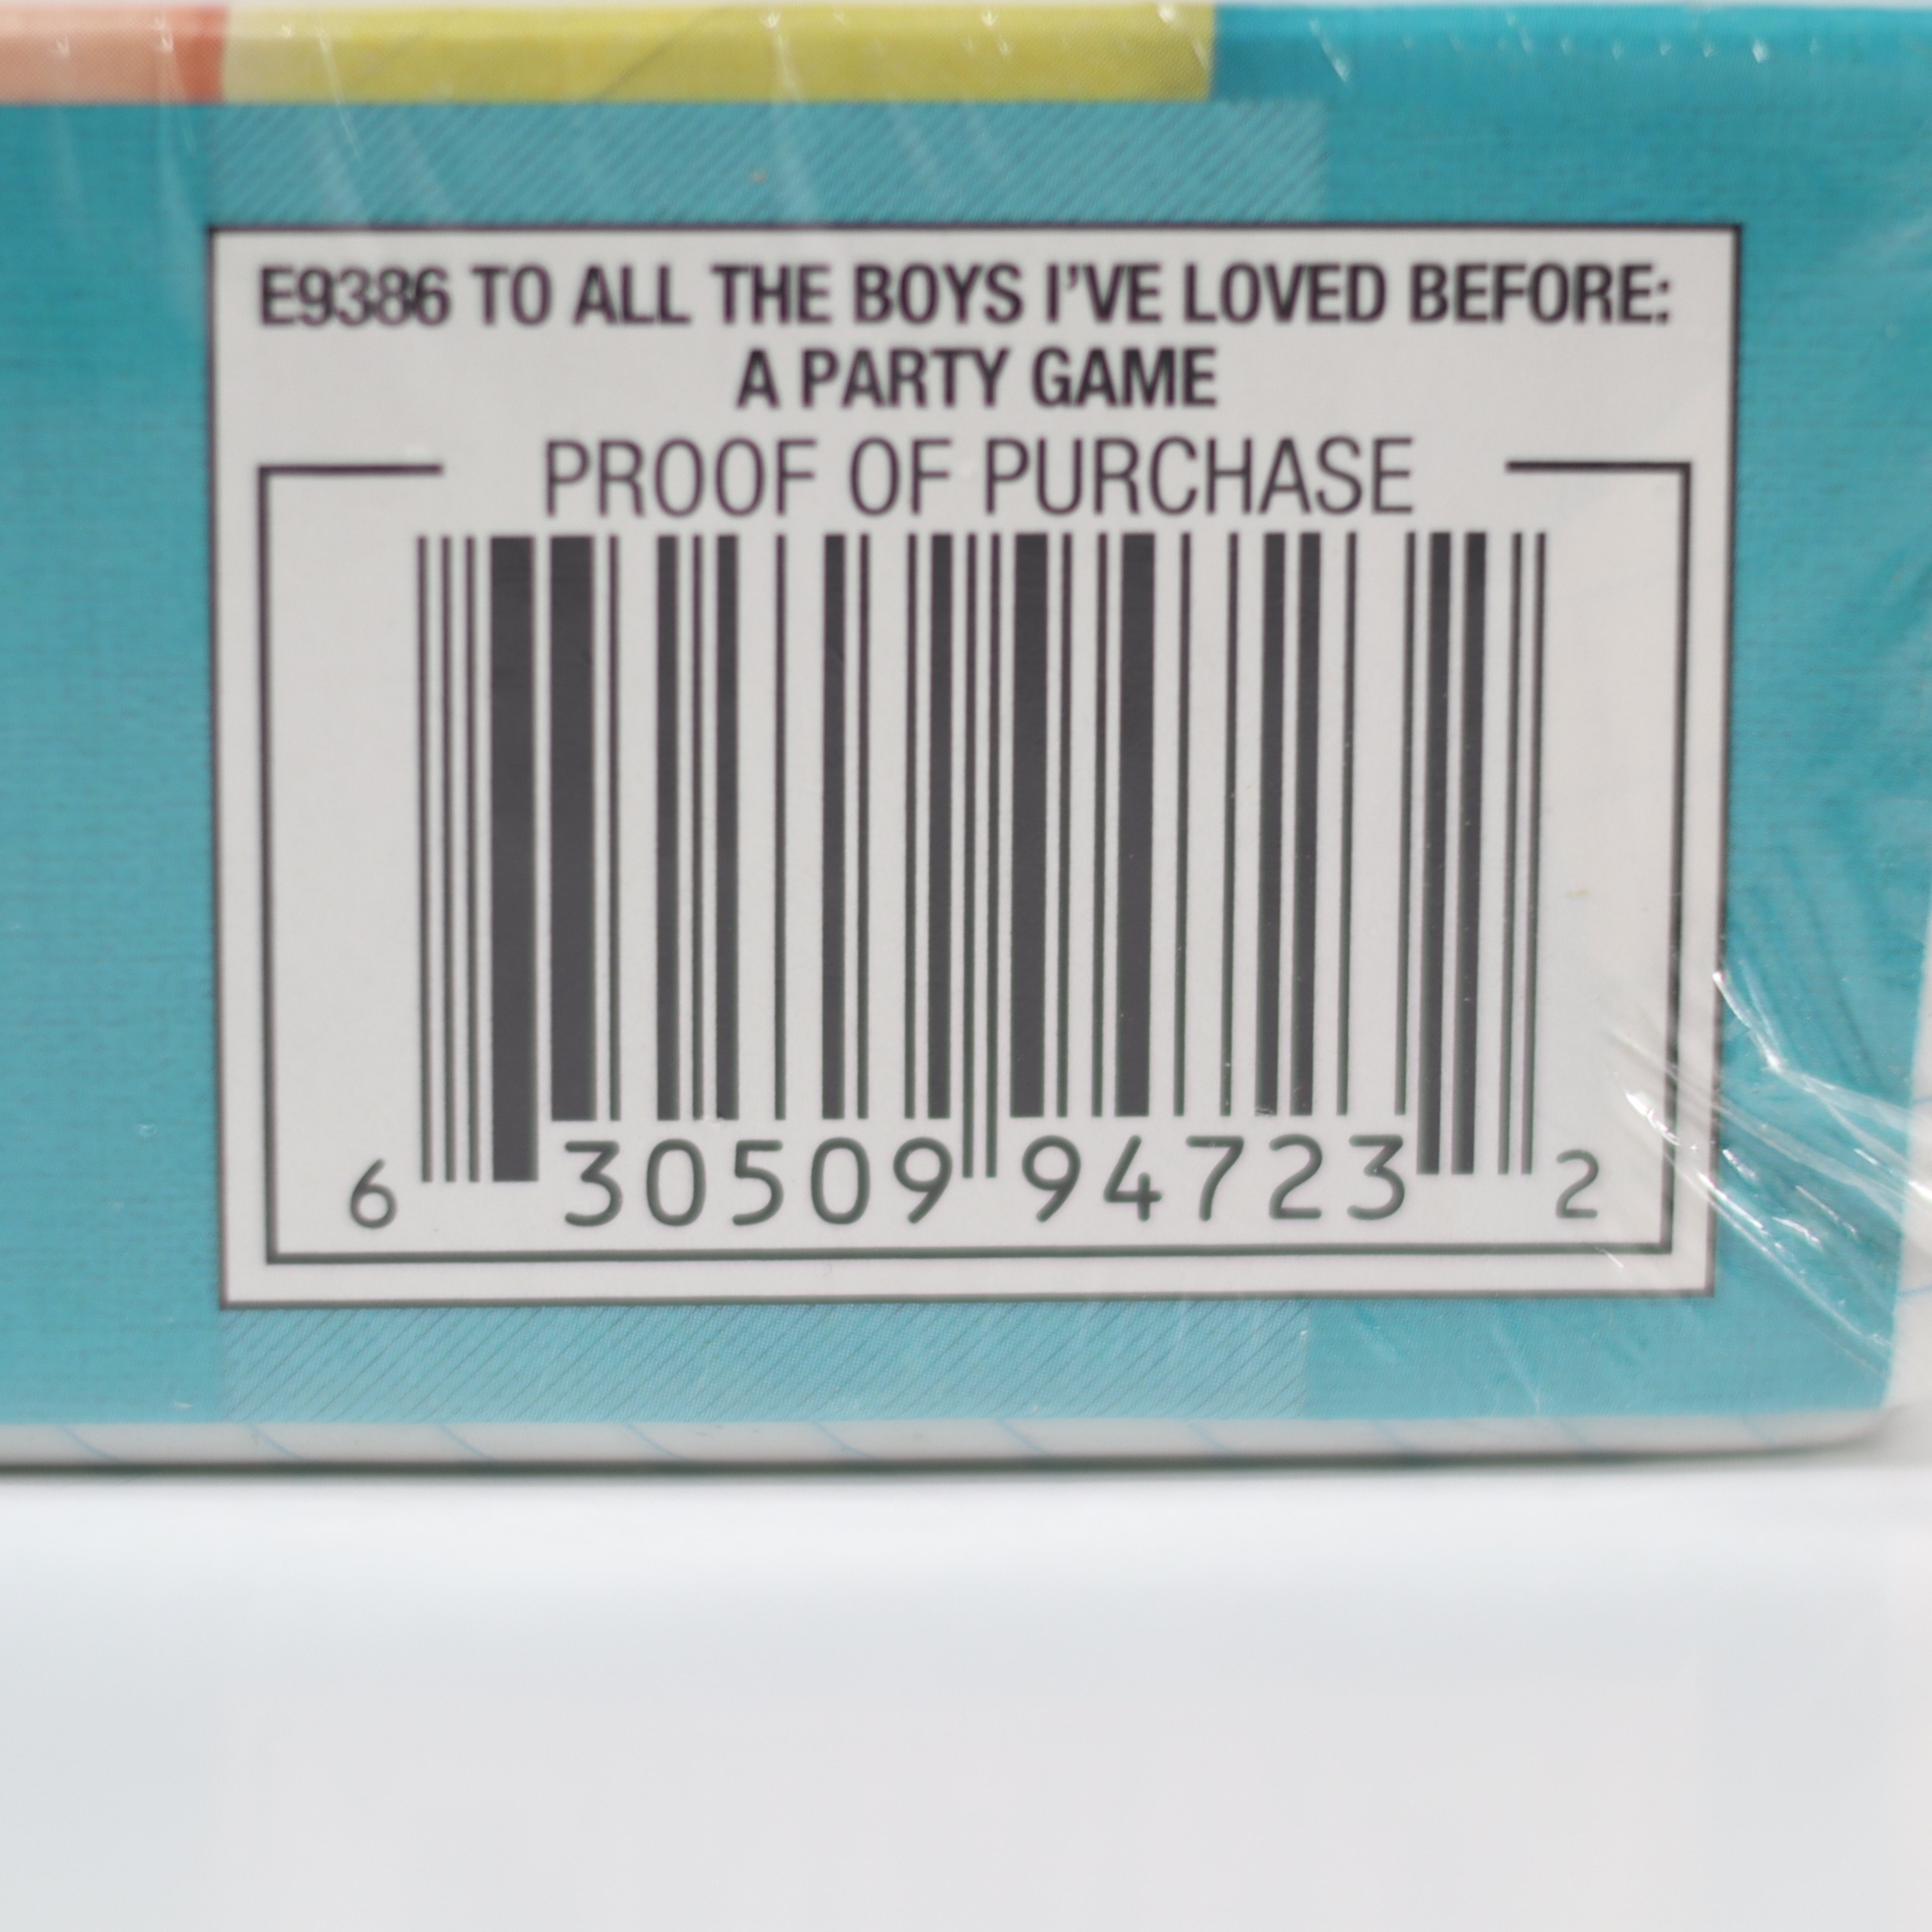 E9386 TO ALL THE BOYS I'VE LOVED BEFORE:
A PARTY GAME
PROOF OF PURCHASE
6 30509 94723 2